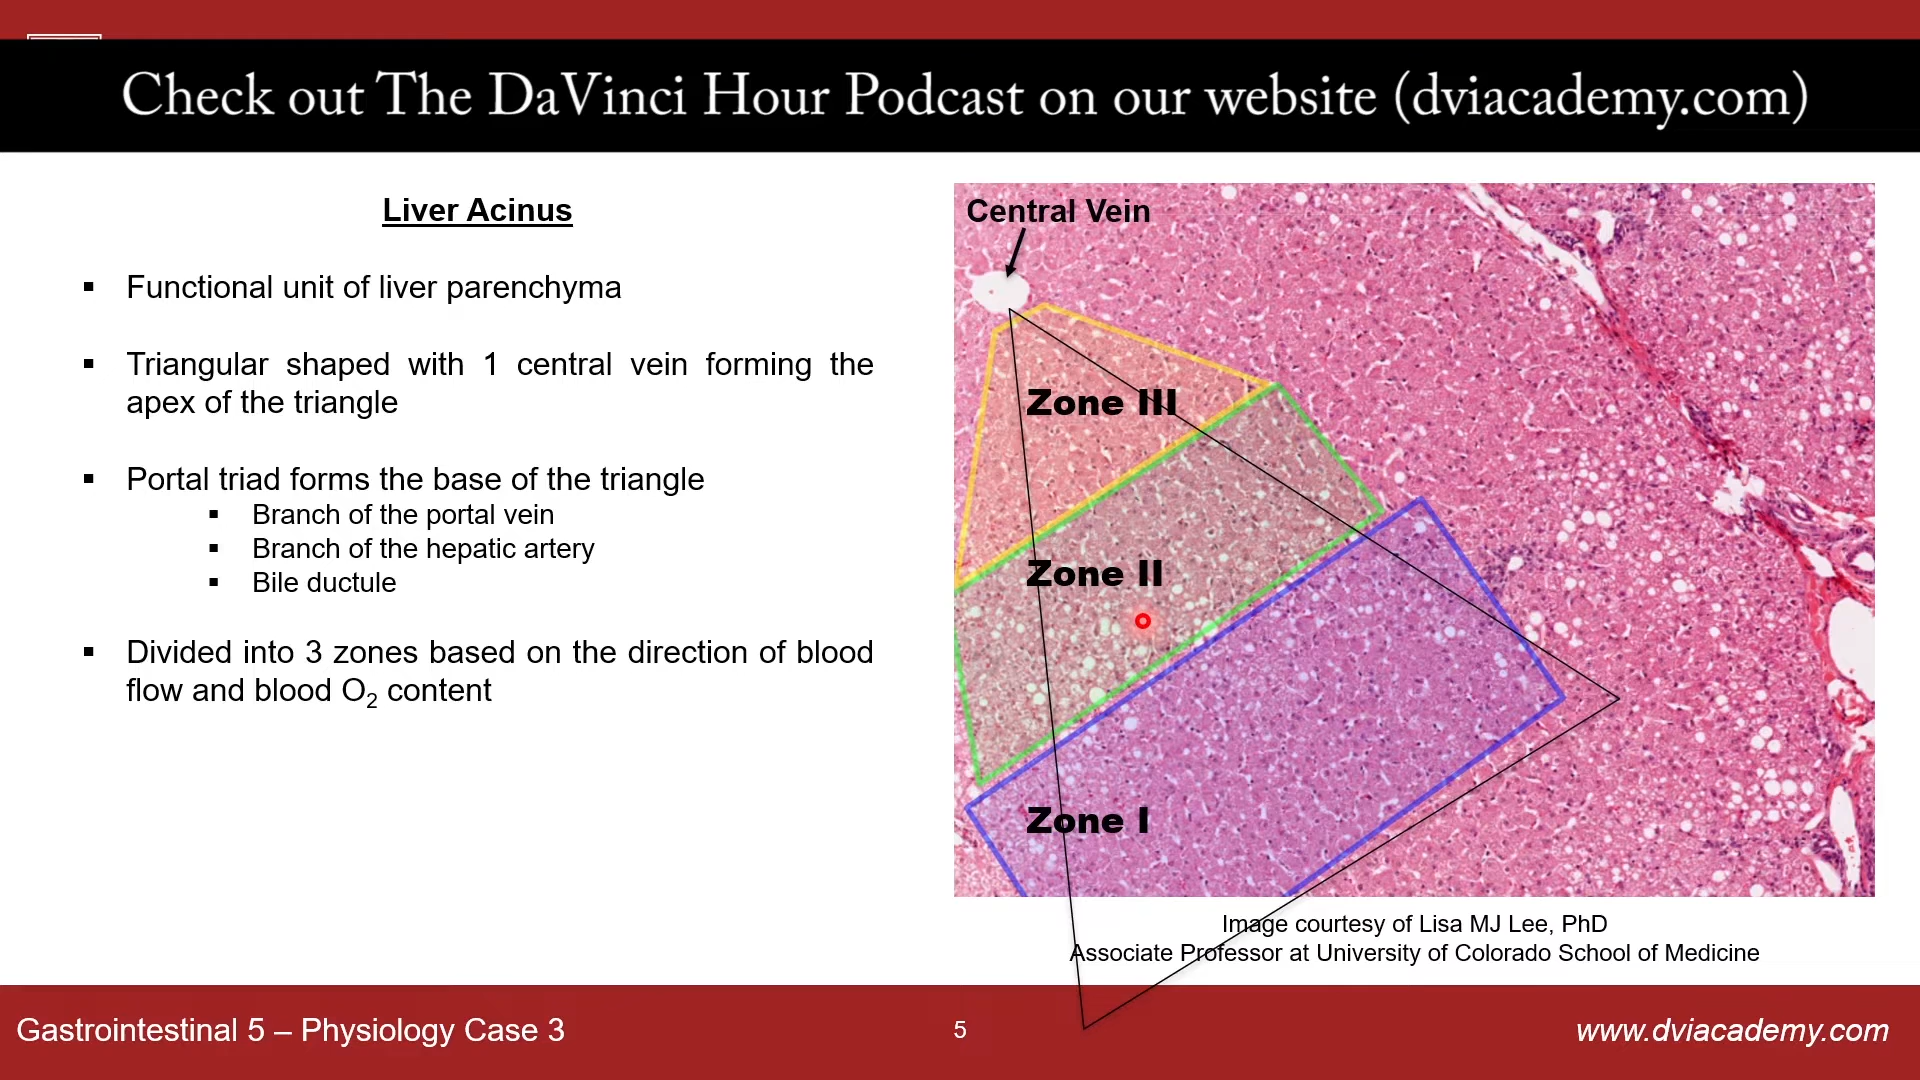 Check out The DaVinci Hour Podcast on our website (dviacademy.com)
Liver Acinus
▪ Functional unit of liver parenchyma
▪ Triangular shaped with 1 central vein forming the
apex of the triangle
▪ Portal triad forms the base of the triangle
▪ Branch of the portal vein
▪ Branch of the hepatic artery
▪ Bile ductule
▪ Divided into 3 zones based on the direction of blood
flow and blood O₂ content
Central Vein
Zone III
Zone II
Zone I
Image courtesy of Lisa MJ Lee, PhD
Associate Professor at University of Colorado School of Medicine
Gastrointestinal 5 – Physiology Case 3
5
www.dviacademy.com